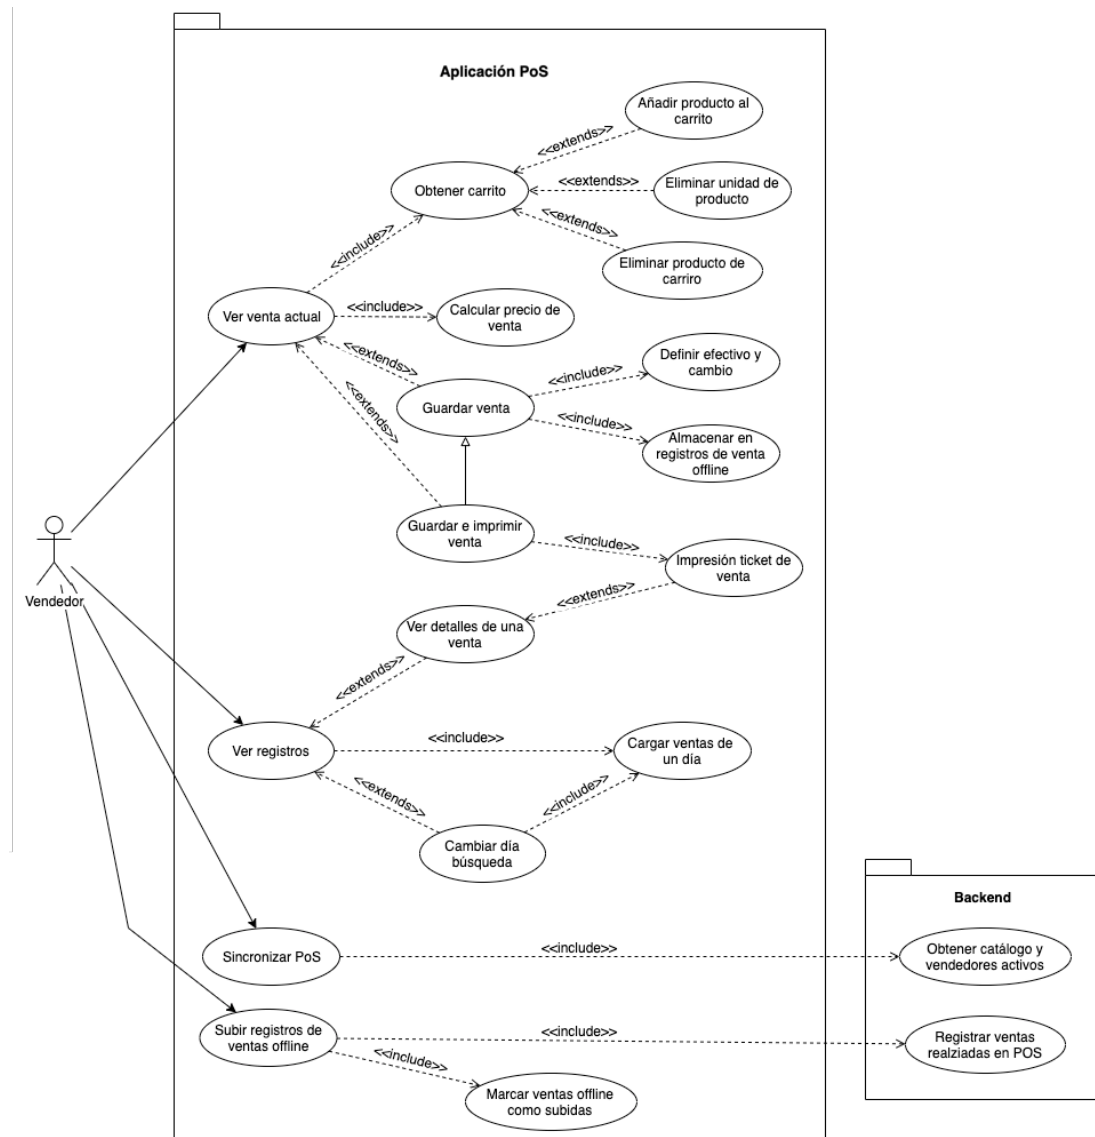 Aplicación PoS
Añadir producto al
carrito
<<extends>>
Obtener carrito
<<extends>>
Eliminar unidad de
producto
<<extends>>
<<include>>
Eliminar producto de
carriro
Ver venta actual
<<include>>
Calcular precio de
venta
<<extends>>
Definir efectivo y
cambio
<<include>>
<<extends>>
Guardar venta
<<include>>
Almacenar en
registros de venta
offline
Guardar e imprimir
venta
<<include>>
Impresión ticket de
venta
<<extends>>
Vendedor
Ver detalles de una
venta
<<extends>>
Ver registros
<<include>>
Cargar ventas de
un día
<<extends>>
<<include>>
Cambiar día
búsqueda
Backend
Sincronizar PoS
<<include>>
Obtener catálogo y
vendedores activos
Subir registros de
ventas offline
<<include>>
Registrar ventas
realziadas en POS
<<include>>
Marcar ventas offline
como subidas